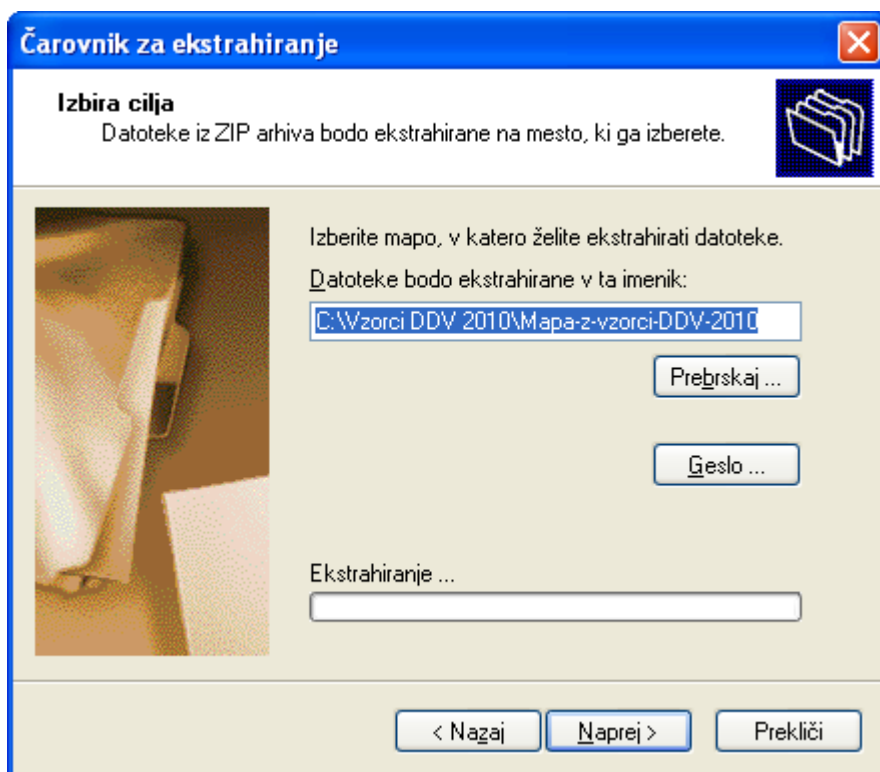 Čarovnik za ekstrahiranje
Izbira cilja
Datoteke iz ZIP arhiva bodo ekstrahirane na mesto, ki ga izberete.
Izberite mapo, v katero želite ekstrahirati datoteke.
Datoteke bodo ekstrahirane v ta imenik:
C:\Vzorci DDV 2010\Mapa-z-vzorci-DDV-2010
Prebrskaj ...
Geslo ...
Ekstrahiranje ...
< Nazaj
Naprej >
Prekliči